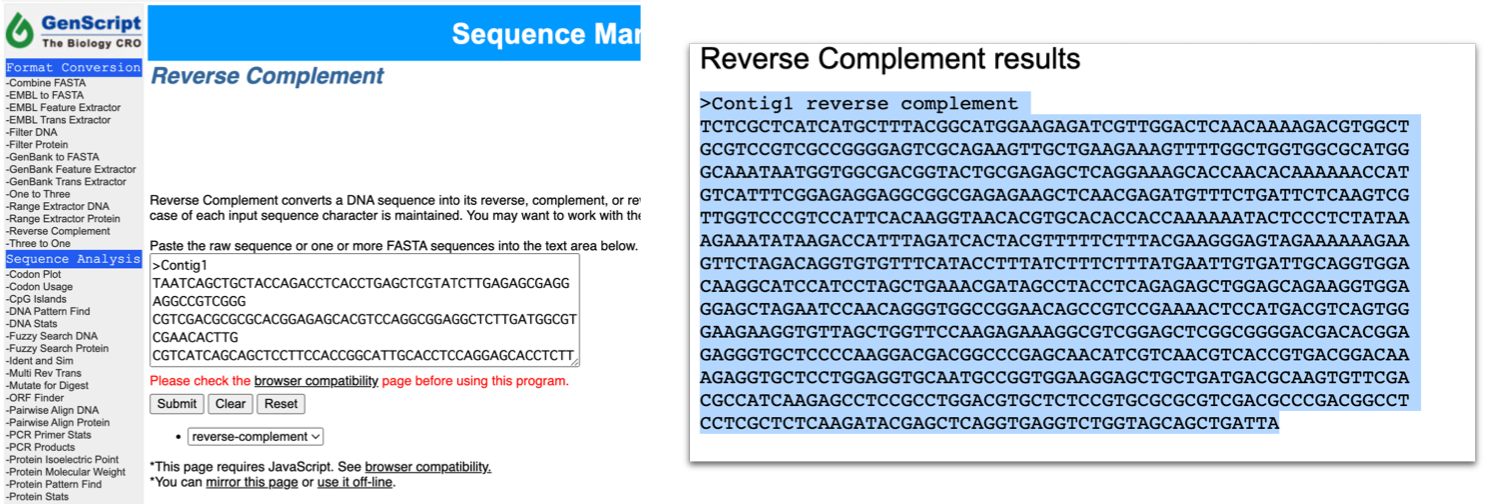 GenScript
The Biology CRO
Sequence Mar
Format Conversion
-Combine FASTA
-EMBL to FASTA
-EMBL Feature Extractor
-EMBL Trans Extractor
-Filter DNA
-Filter Protein
-GenBank to FASTA
-GenBank Feature Extractor
-GenBank Trans Extractor
-One to Three
-Range Extractor DNA
-Range Extractor Protein
-Reverse Complement
-Three to One
Sequence Analysis
-Codon Plot
-Codon Usage
-CpG Islands
-DNA Pattern Find
-DNA Stats
-Fuzzy Search DNA
-Fuzzy Search Protein
-Ident and Sim
-Multi Rev Trans
-Mutate for Digest
-ORF Finder
-Pairwise Align DNA
-Pairwise Align Protein
-PCR Primer Stats
-PCR Products
-Protein Isoelectric Point
-Protein Molecular Weight
-Protein Pattern Find
-Protein Stats
Reverse Complement
Reverse Complement converts a DNA sequence into its reverse, complement, or re
case of each input sequence character is maintained. You may want to work with the
Paste the raw sequence or one or more FASTA sequences into the text area below.
>Contig1
TAATCAGCTGCTACCAGACCTCACCTGAGCTCGTATCTTGAGAGCGAGG
AGGCCGTCGGG
CGTCGACGCGCGCACGGAGAGCACGTCCAGGCGGAGGCTCTTGATGGCGT
CGAACACTTG
CGTCATCAGCAGCTCCTTCCACCGGCATTGCACCTCCAGGAGCACCTCTT
Please check the browser compatibility page before using this program.
Submit Clear Reset
• reverse-complement
*This page requires JavaScript. See browser compatibility.
*You can mirror this page or use it off-line.
Reverse Complement results
>Contig1 reverse complement
TCTCGCTCATCATGCTTTACGGCATGGAAGAGATCGTTGGACTCAACAAAAGACGTGGCT
GCGTCCGTCGCCGGGGAGTCGCAGAAGTTGCTGAAGAAAGTTTTGGCTGGTGGCGCATGG
GCAAATAATGGTGGCGACGGTACTGCGAGAGCTCAGGAAAGCACCAACACAAAAAACCAT
GTCATTTCGGAGAGGAGGCGGCGAGAGAAGCTCAACGAGATGTTTCTGATTCTCAAGTCG
TTGGTCCCGTCCATTCACAAGGTAACACGTGCACACCACCAAAAAATACTCCCTCTATAA
AGAAATATAAGACCATTTAGATCACTACGTTTTTCTTTACGAAGGGAGTAGAAAAAAGAA
GTTCTAGACAGGTGTGTTTCATACCTTTATCTTTCTTTATGAATTGTGATTGCAGGTGGA
CAAGGCATCCATCCTAGCTGAAACGATAGCCTACCTCAGAGAGCTGGAGCAGAAGGTGGA
GGAGCTAGAATCCAACAGGGTGGCCGGAACAGCCGTCCGAAAACTCCATGACGTCAGTGG
GAAGAAGGTGTTAGCTGGTTCCAAGAGAAAGGCGTCGGAGCTCGGCGGGGACGACACGGA
GAGGGTGCTCCCCAAGGACGACGGCCCGAGCAACATCGTCAACGTCACCGTGACGGACAA
AGAGGTGCTCCTGGAGGTGCAATGCCGGTGGAAGGAGCTGCTGATGACGCAAGTGTTCGA
CGCCATCAAGAGCCTCCGCCTGGACGTGCTCTCCGTGCGCGCGTCGACGCCCGACGGCCT
CCTCGCTCTCAAGATACGAGCTCAGGTGAGGTCTGGTAGCAGCTGATTA